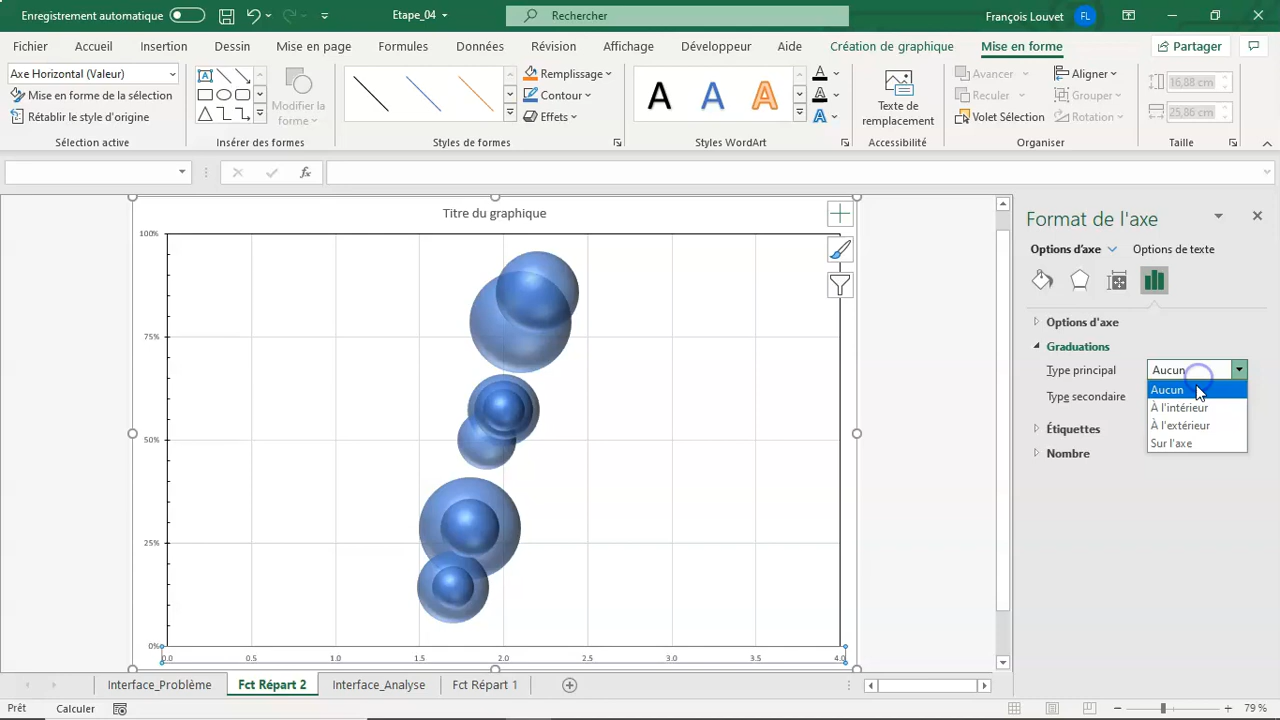 Enregistrement automatique
Etape_04
Rechercher
François Louvet
FL
Fichier
Accueil
Insertion
Dessin
Mise en page
Formules
Données
Révision
Affichage
Développeur
Aide
Création de graphique
Mise en forme
Partager
Axe Horizontal (Valeur)
Mise en forme de la sélection
Rétablir le style d'origine
Sélection active
Modifier la forme
Insérer des formes
Remplissage
Contour
Effets
Styles de formes
A A A
Styles WordArt
Texte de remplacement
Accessibilité
Avancer
Reculer
Volet Sélection
Aligner
Grouper
Rotation
Organiser
16,88 cm
25,86 cm
Taille
fx
Titre du graphique
100%
75%
50%
25%
0%
0.0 0.5 1.0 1.5 2.0 2.5 3.0 3.5 4.0
Format de l'axe
Options d'axe
Options de texte
Options d'axe
Graduations
Type principal
Aucun
Aucun
À l'intérieur
Type secondaire
À l'extérieur
Sur l'axe
Étiquettes
Nombre
Interface_Problème
Fct Répart 2
Interface_Analyse
Fct Répart 1
Prêt
Calculer
79 %